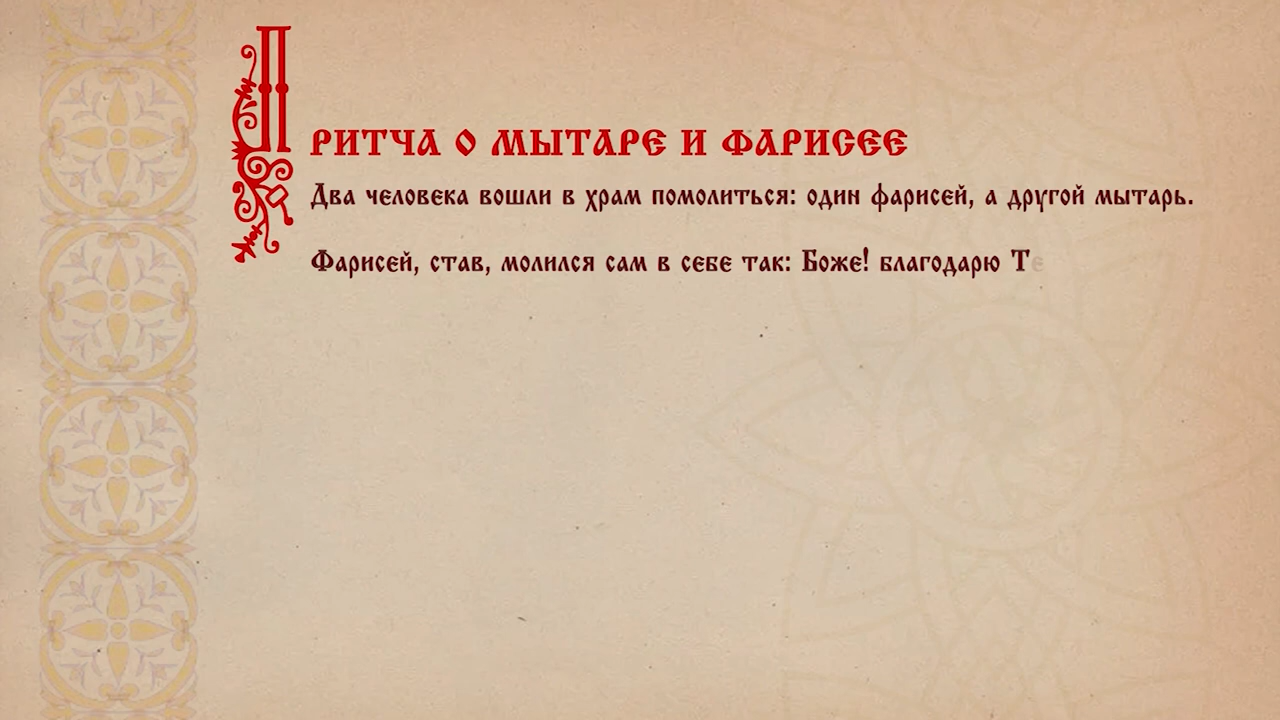 ПРИТЧА О МЫТАРЕ И ФАРИСЕЕ
Два человека вошли в храм помолиться: один фарисей, а другой мытарь.
Фарисей, став, молился сам в себе так: Боже! благодарю Те